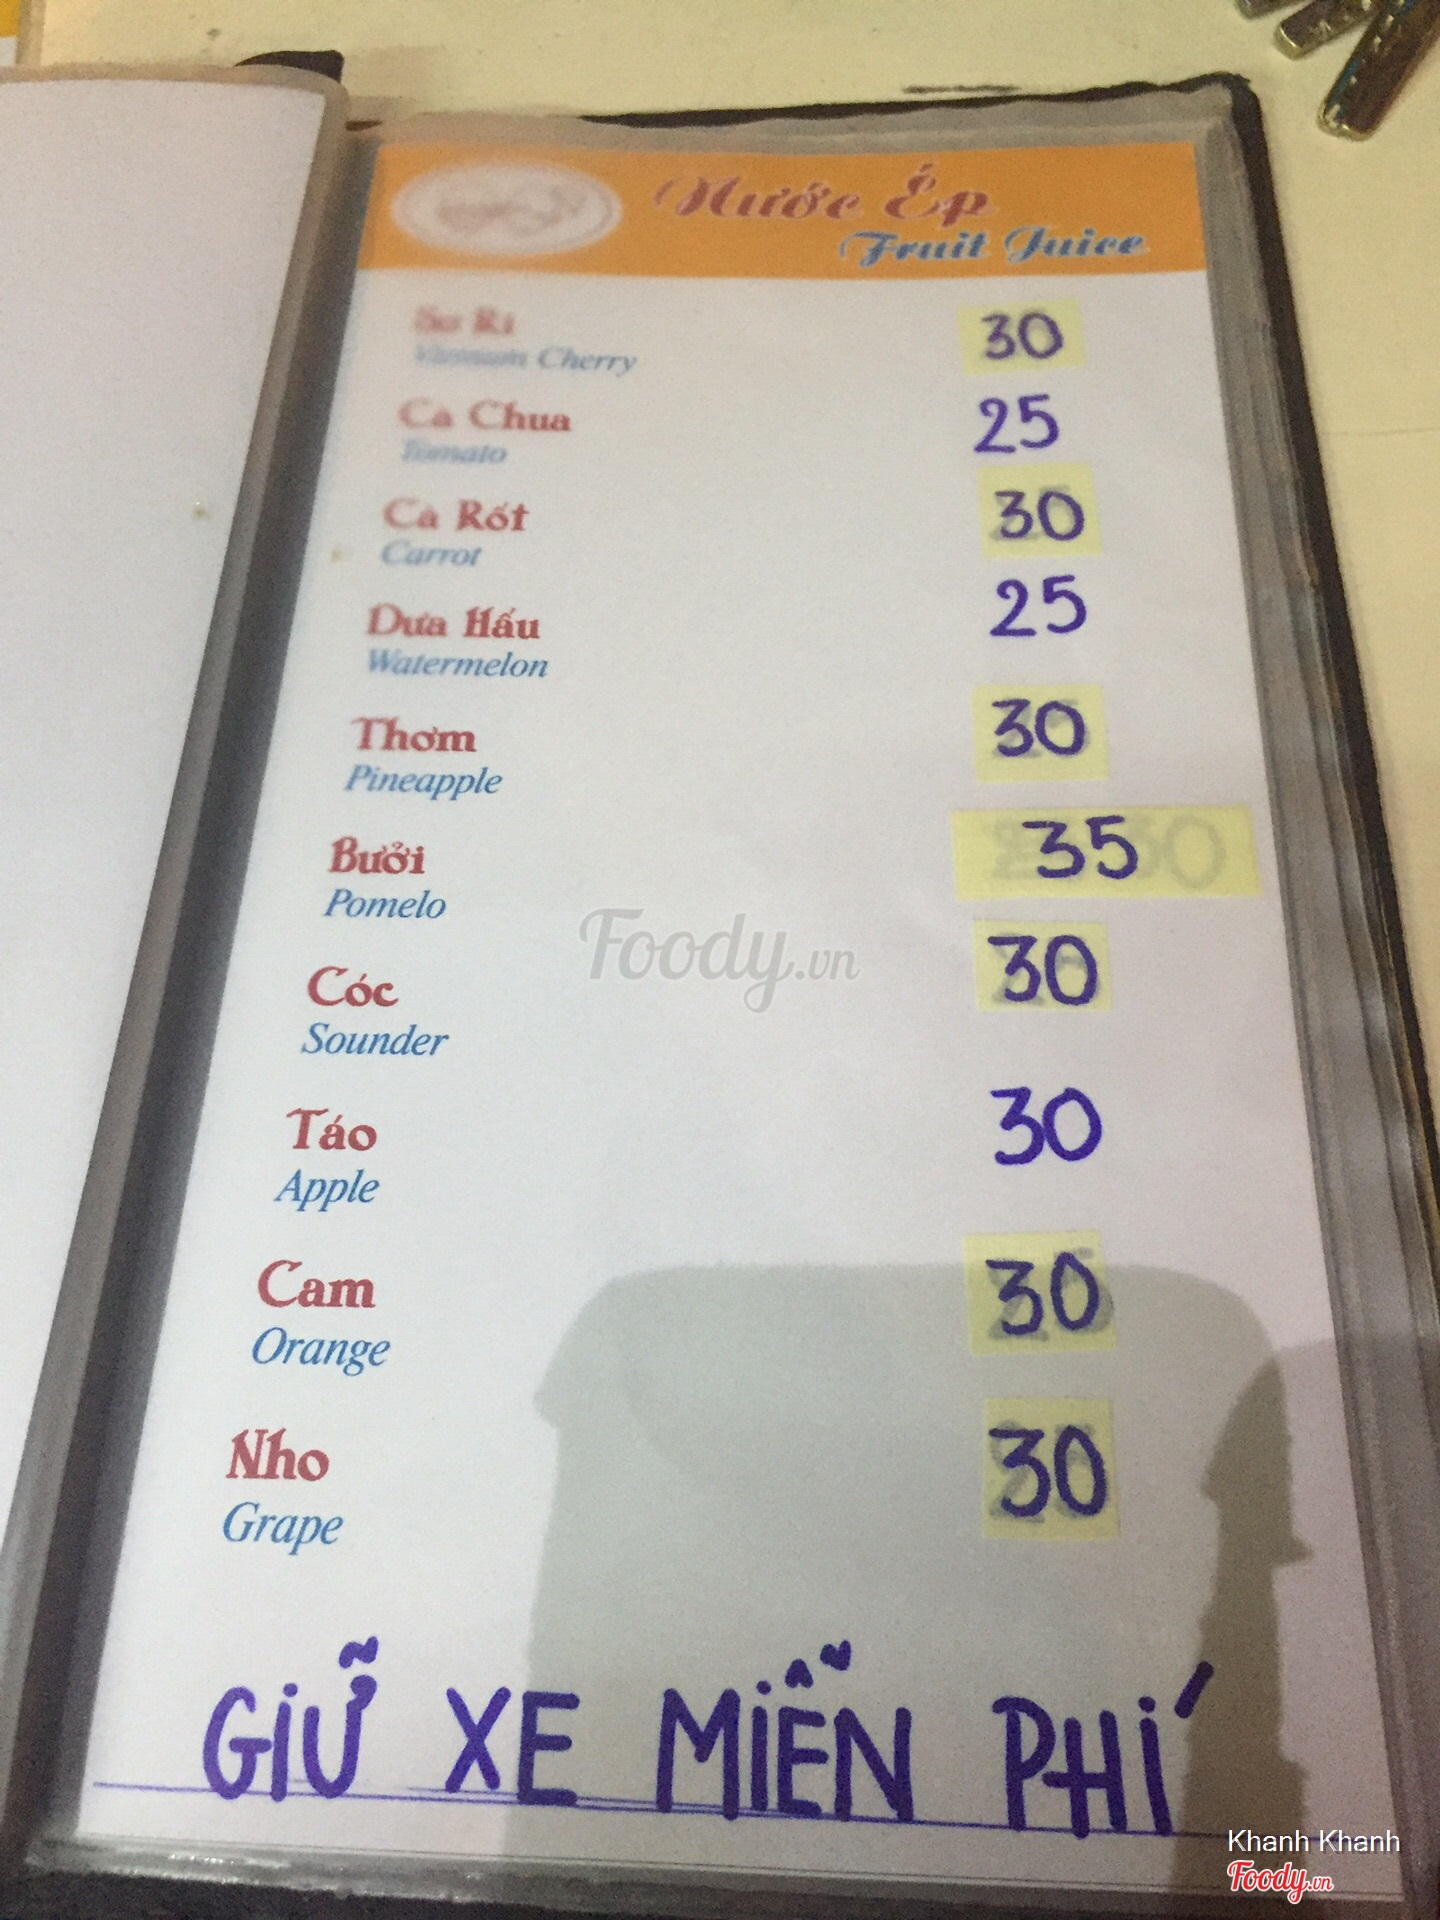 Nước Ép
Fruit Juice
Sơ Ri 30
Cherry
Cà Chua 25
Tomato
Cà Rốt 30
Carrot
Dưa Hấu 25
Watermelon
Thơm 30
Pineapple
Bưởi 35
Pomelo
Cóc 30
Sounder
Táo 30
Apple
Cam 30
Orange
Nho 30
Grape
GIỮ XE MIỄN PHÍ
Foody.vn
Khanh Khanh
Foody.vn